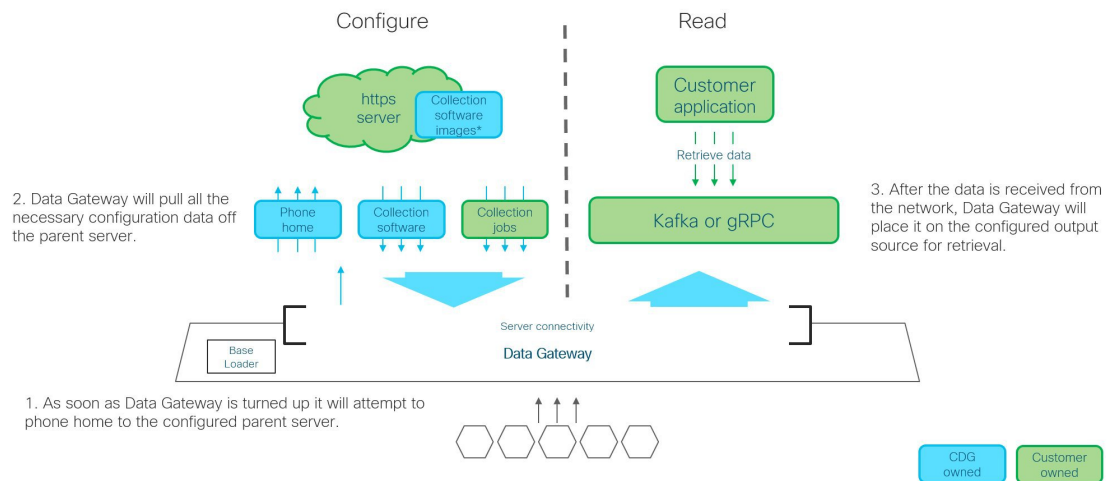 Configure
Read
https
server
Collection
software
images*
Customer
application
Retrieve data
2. Data Gateway will pull all the
necessary configuration data off
the parent server.
Phone
home
Collection
software
Collection
jobs
Kafka or gRPC
3. After the data is received from
the network, Data Gateway will
place it on the configured output
source for retrieval.
Server connectivity
Data Gateway
Base
Loader
1. As soon as Data Gateway is turned up it will attempt to
phone home to the configured parent server.
CDG
owned
Customer
owned